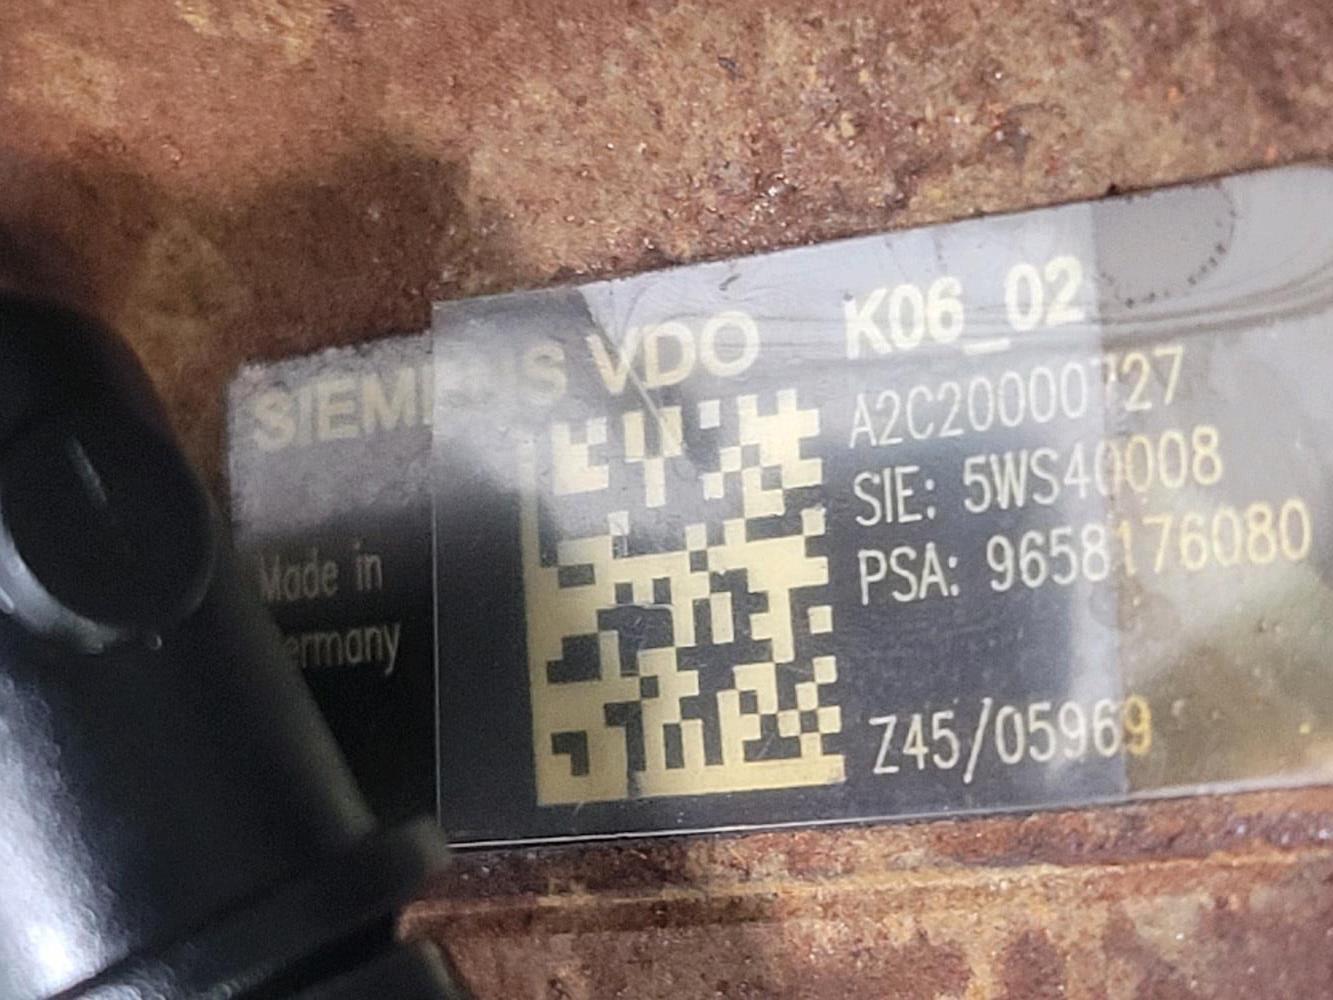 SIEMENS VDO K06_02
A2C20000727
SIE: 5WS40008
PSA: 9658176080
Made in
Germany
Z45/05969